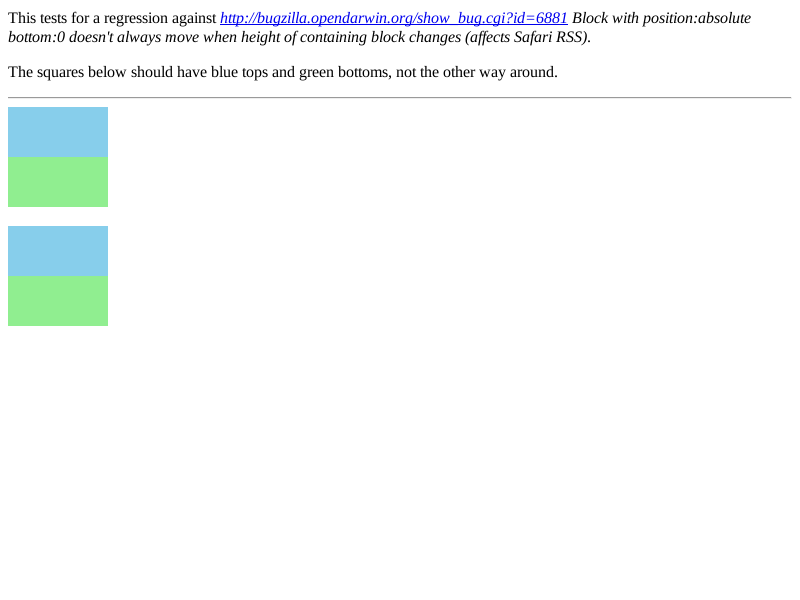 This tests for a regression against http://bugzilla.opendarwin.org/show_bug.cgi?id=6881 Block with position:absolute
bottom:0 doesn't always move when height of containing block changes (affects Safari RSS).
The squares below should have blue tops and green bottoms, not the other way around.